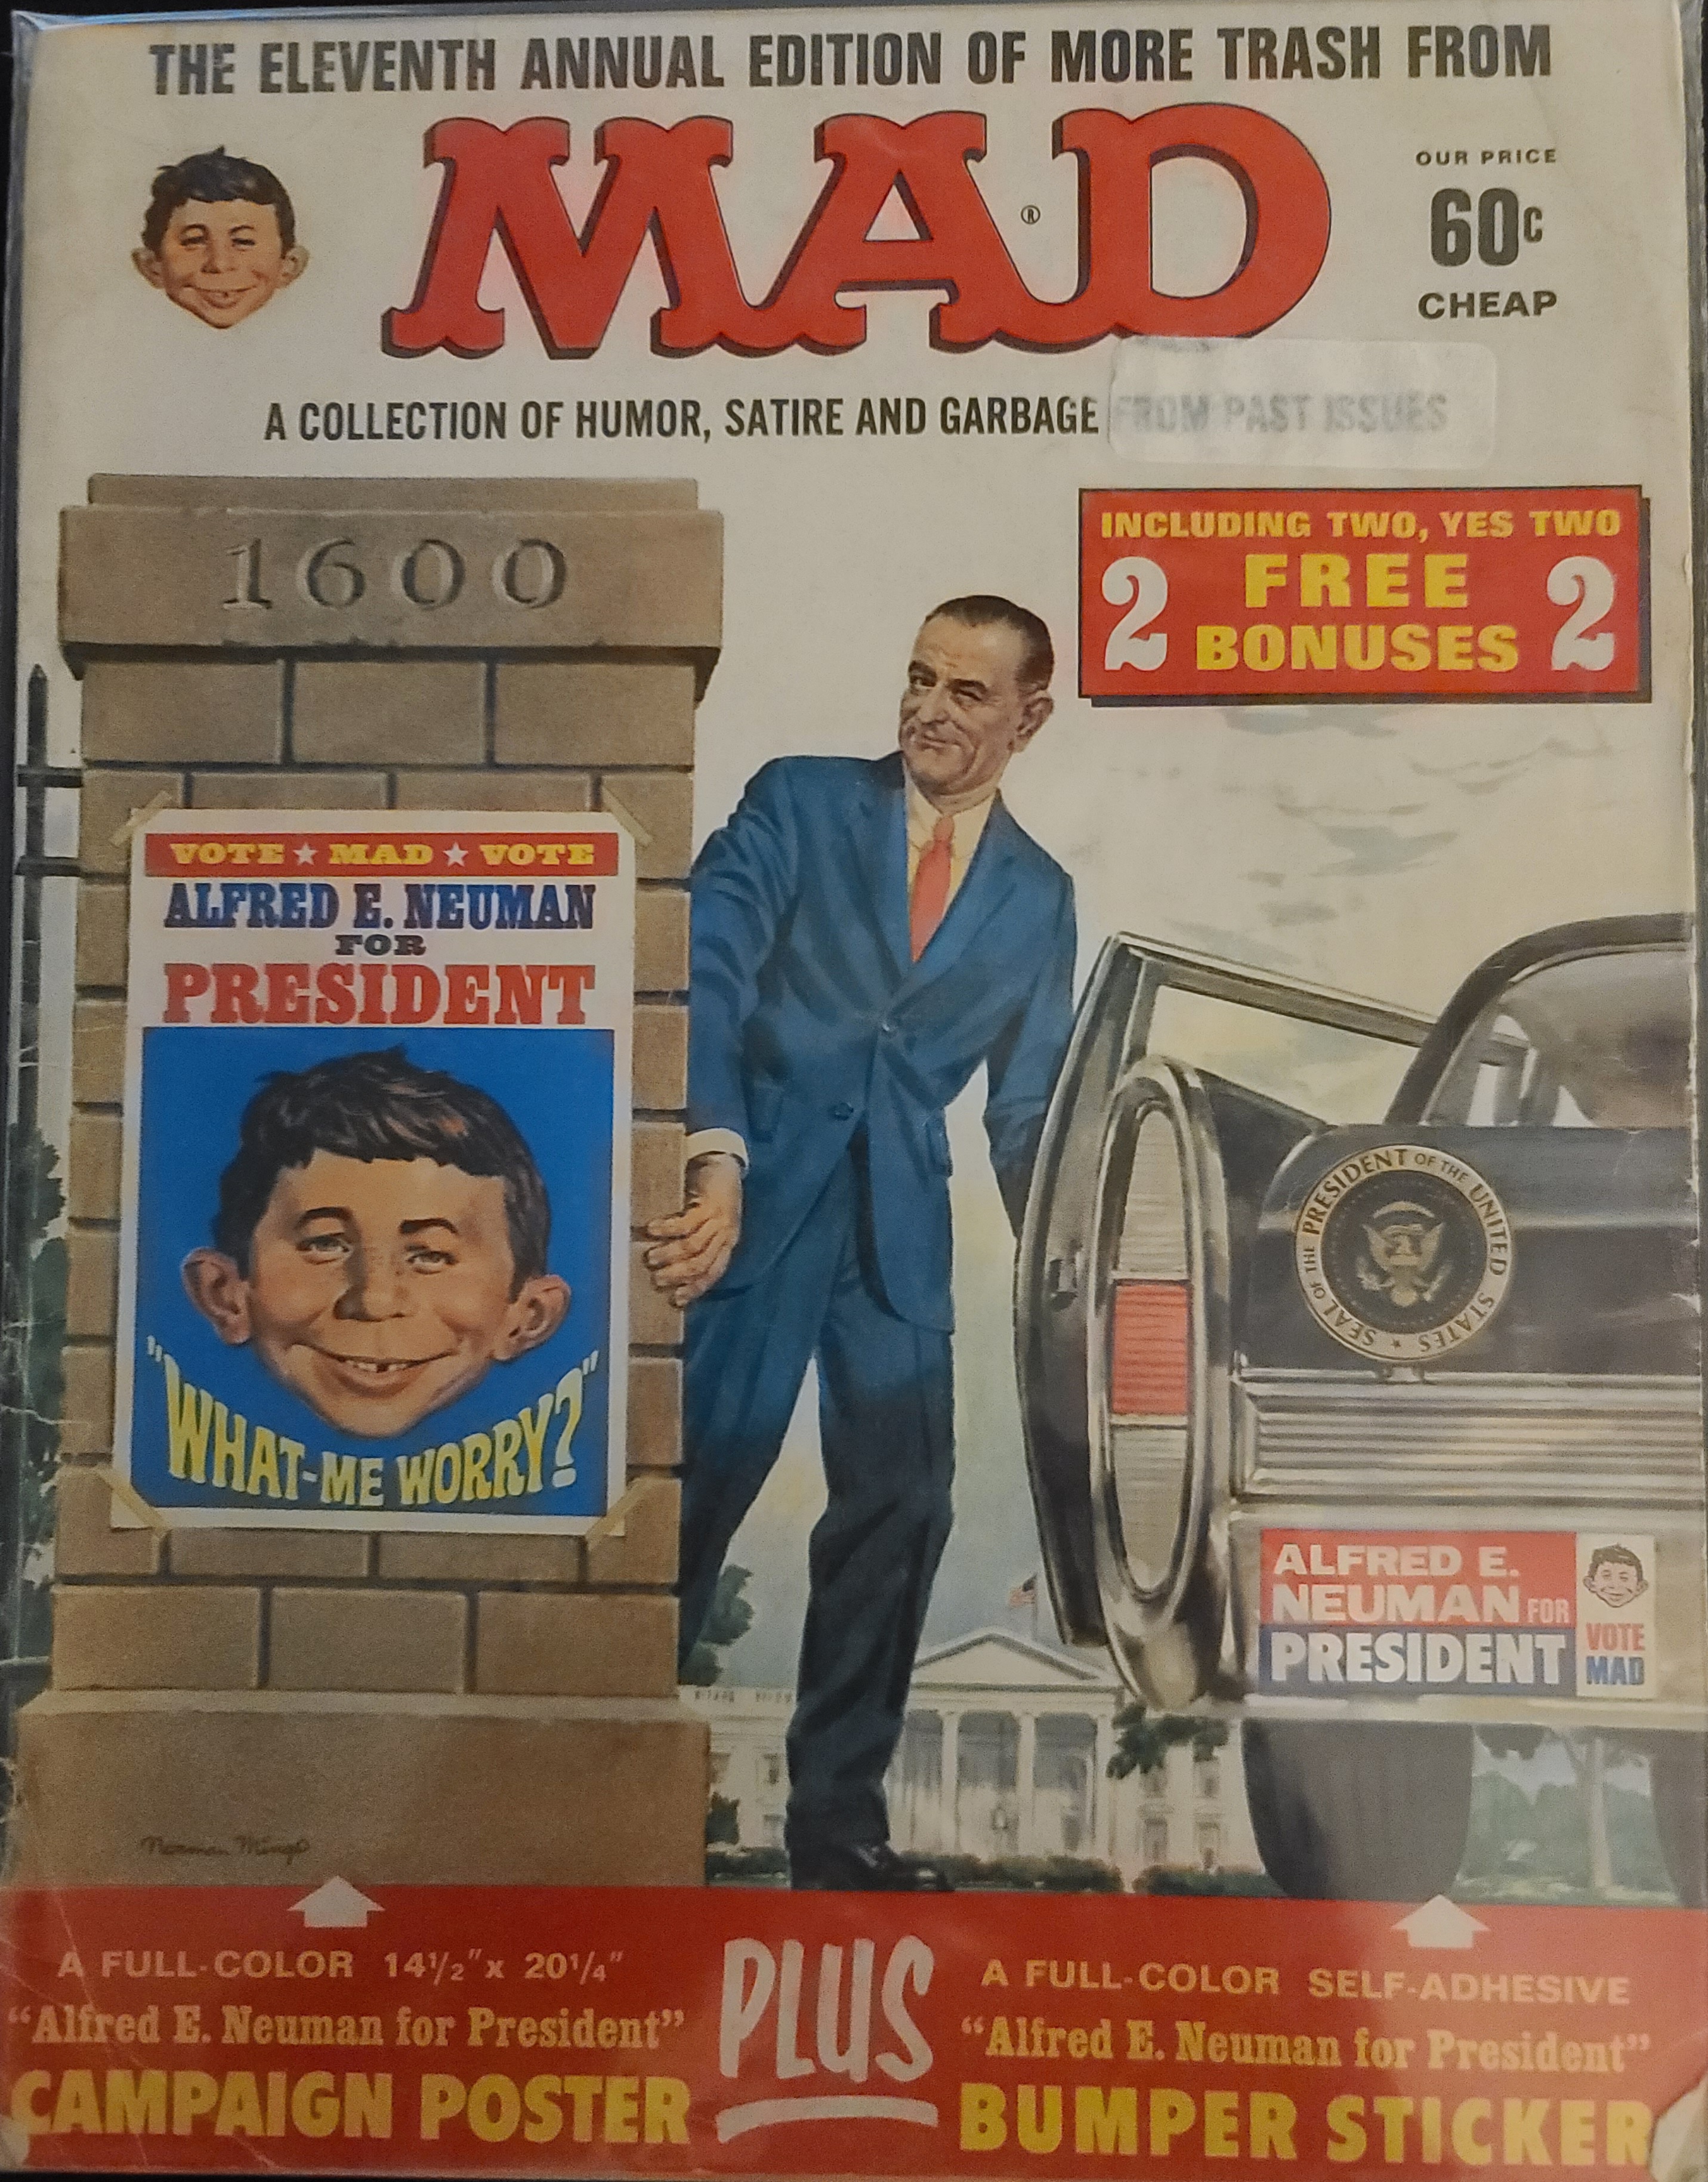 THE ELEVENTH ANNUAL EDITION OF MORE TRASH FROM
MAD
®
OUR PRICE
60c
CHEAP
A COLLECTION OF HUMOR, SATIRE AND GARBAGE FROM PAST ISSUES
INCLUDING TWO, YES TWO
2 FREE 2
BONUSES
1600
VOTE ★ MAD ★ VOTE
ALFRED E. NEUMAN
FOR
PRESIDENT
"WHAT-ME WORRY?"
SEAL OF THE PRESIDENT OF THE UNITED STATES ★
ALFRED E.
NEUMAN FOR
PRESIDENT
VOTE
MAD
Norman Mingo
A FULL-COLOR 14½" x 20¼"
"Alfred E. Neuman for President"
CAMPAIGN POSTER
PLUS
A FULL-COLOR SELF-ADHESIVE
"Alfred E. Neuman for President"
BUMPER STICKER